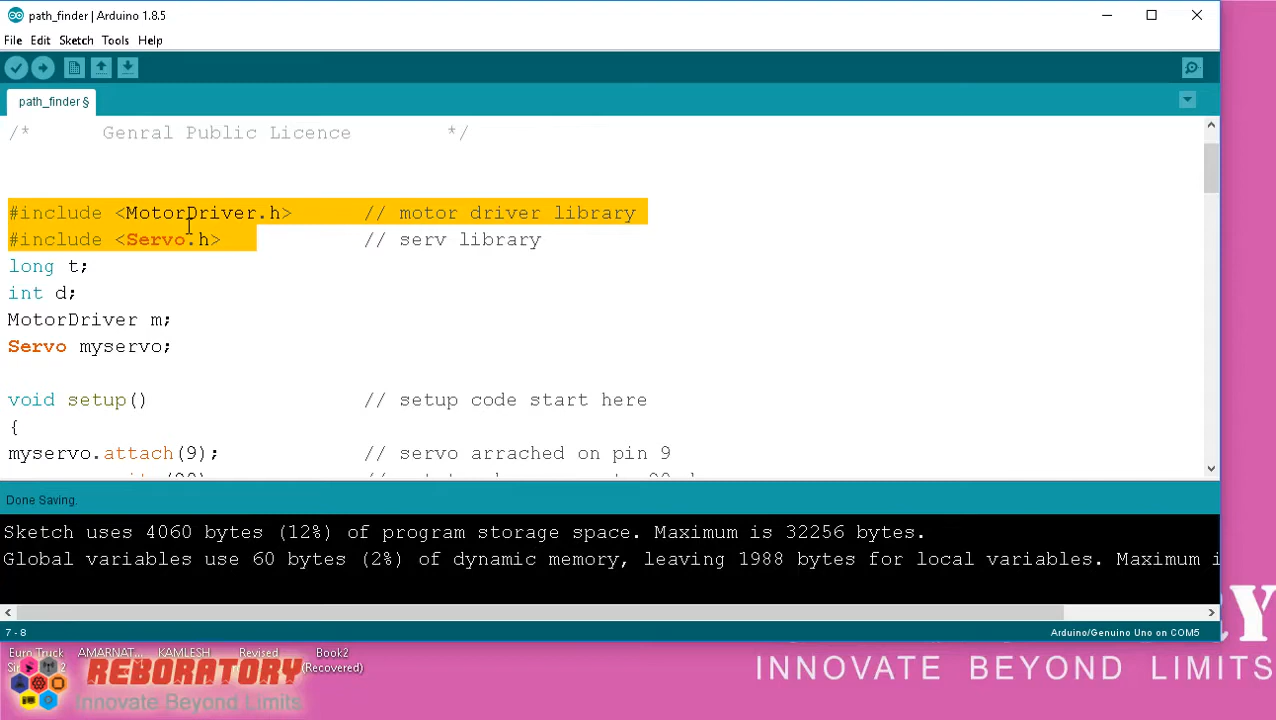 path_finder | Arduino 1.8.5
File Edit Sketch Tools Help
path_finder §
/* Genral Public Licence */
#include <MotorDriver.h> // motor driver library
#include <Servo.h> // serv library
long t;
int d;
MotorDriver m;
Servo myservo;
void setup() // setup code start here
{
myservo.attach(9); // servo arrached on pin 9
Done Saving.
Sketch uses 4060 bytes (12%) of program storage space. Maximum is 32256 bytes.
Global variables use 60 bytes (2%) of dynamic memory, leaving 1988 bytes for local variables. Maximum i
7 - 8
Arduino/Genuino Uno on COM5
Euro Truck AMARNAT... KAMLESH Revised Book2
(Recovered)
REBORATORY
Innovate Beyond Limits
INNOVATE BEYOND LIMITS